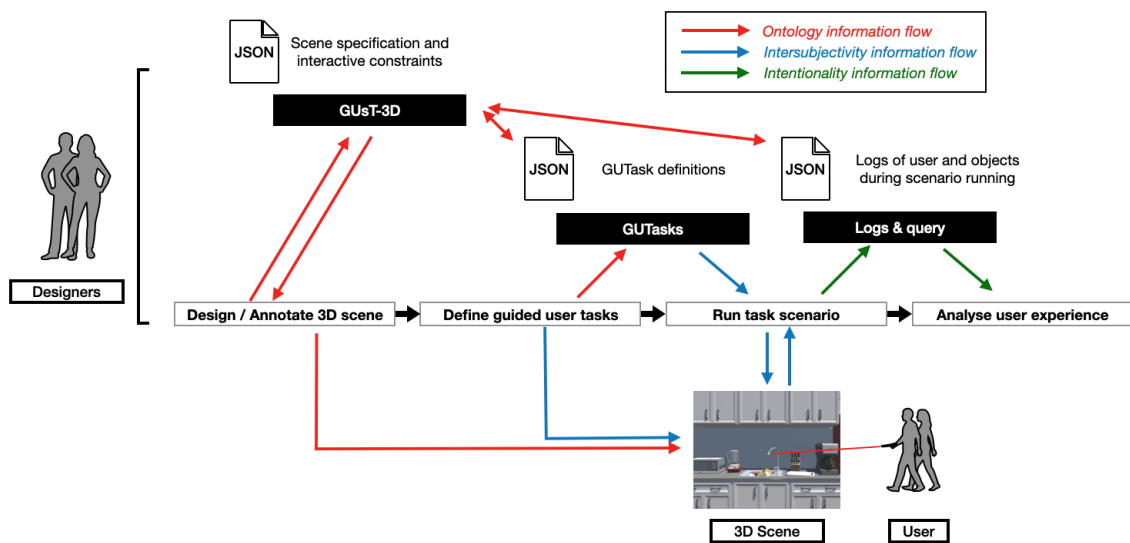 JSON
Scene specification and
interactive constraints
Ontology information flow
Intersubjectivity information flow
Intentionality information flow
GUsT-3D
JSON
GUTask definitions
JSON
Logs of user and objects
during scenario running
GUTasks
Logs & query
Designers
Design / Annotate 3D scene
Define guided user tasks
Run task scenario
Analyse user experience
3D Scene
User